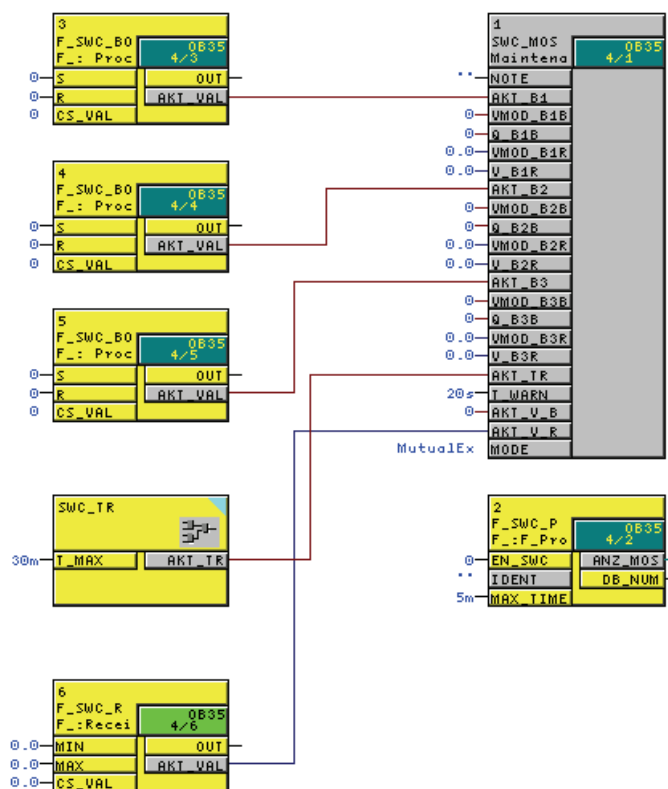 3
F_SWC_BO
F_: Proc
OB35
4/3
0 S OUT
0 R AKT_VAL
0 CS_VAL
4
F_SWC_BO
F_: Proc
OB35
4/4
0 S OUT
0 R AKT_VAL
0 CS_VAL
5
F_SWC_BO
F_: Proc
OB35
4/5
0 S OUT
0 R AKT_VAL
0 CS_VAL
SWC_TR
30m T_MAX AKT_TR
6
F_SWC_R
F_:Recei
OB35
4/6
0.0 MIN OUT
0.0 MAX AKT_VAL
0.0 CS_VAL
1
SWC_MOS
Maintena
OB35
4/1
'' NOTE
AKT_B1
0 VMOD_B1B
0 Q_B1B
0.0 VMOD_B1R
0.0 V_B1R
AKT_B2
0 VMOD_B2B
0 Q_B2B
0.0 VMOD_B2R
0.0 V_B2R
AKT_B3
0 VMOD_B3B
0 Q_B3B
0.0 VMOD_B3R
0.0 V_B3R
AKT_TR
20s T_WARN
0 AKT_V_B
AKT_V_R
MutualEx MODE
2
F_SWC_P
F_:F_Pro
OB35
4/2
0 EN_SWC ANZ_MOS
'' IDENT DB_NUM
5m MAX_TIME